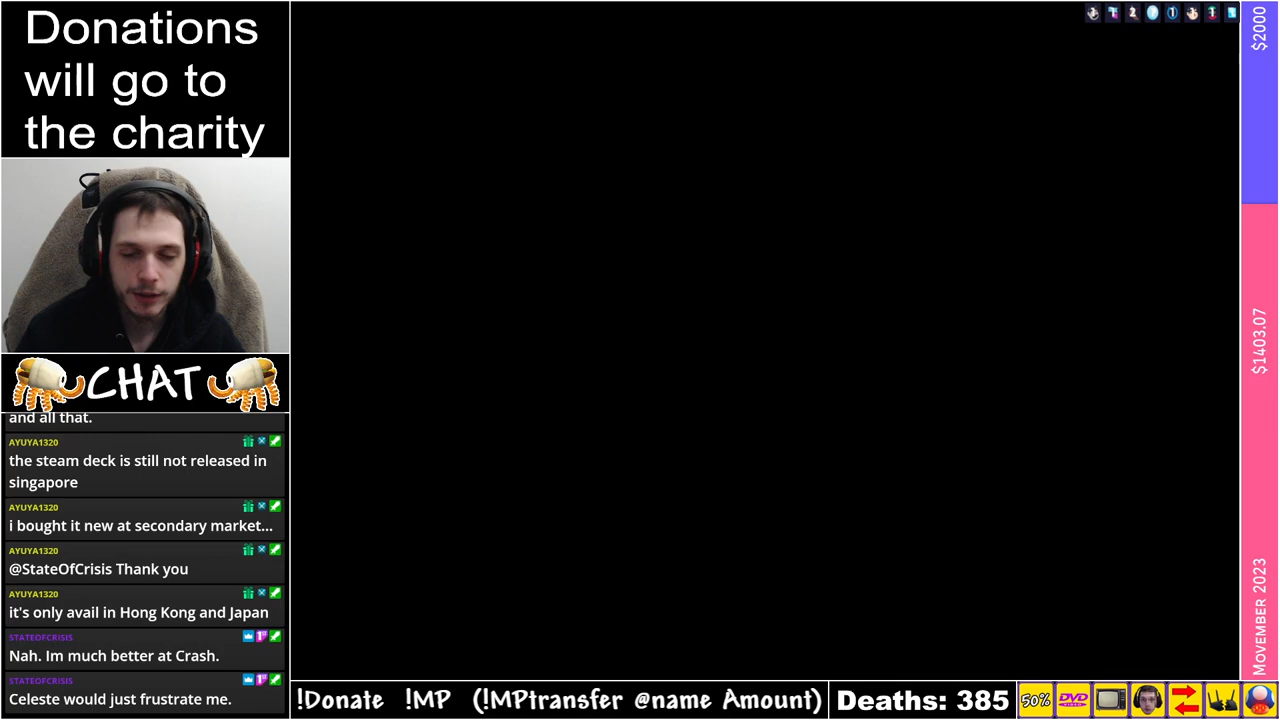 Donations
will go to
the charity
CHAT
and all that.
AYUYA1320
the steam deck is still not released in
singapore
AYUYA1320
i bought it new at secondary market...
AYUYA1320
@StateOfCrisis Thank you
AYUYA1320
it's only avail in Hong Kong and Japan
STATEOFCRISIS
Nah. Im much better at Crash.
STATEOFCRISIS
Celeste would just frustrate me.
!Donate !MP (!MPtransfer @name Amount)
Deaths: 385
50%
DVD
VIDEO
$2000
$1403.07
MOVEMBER 2023